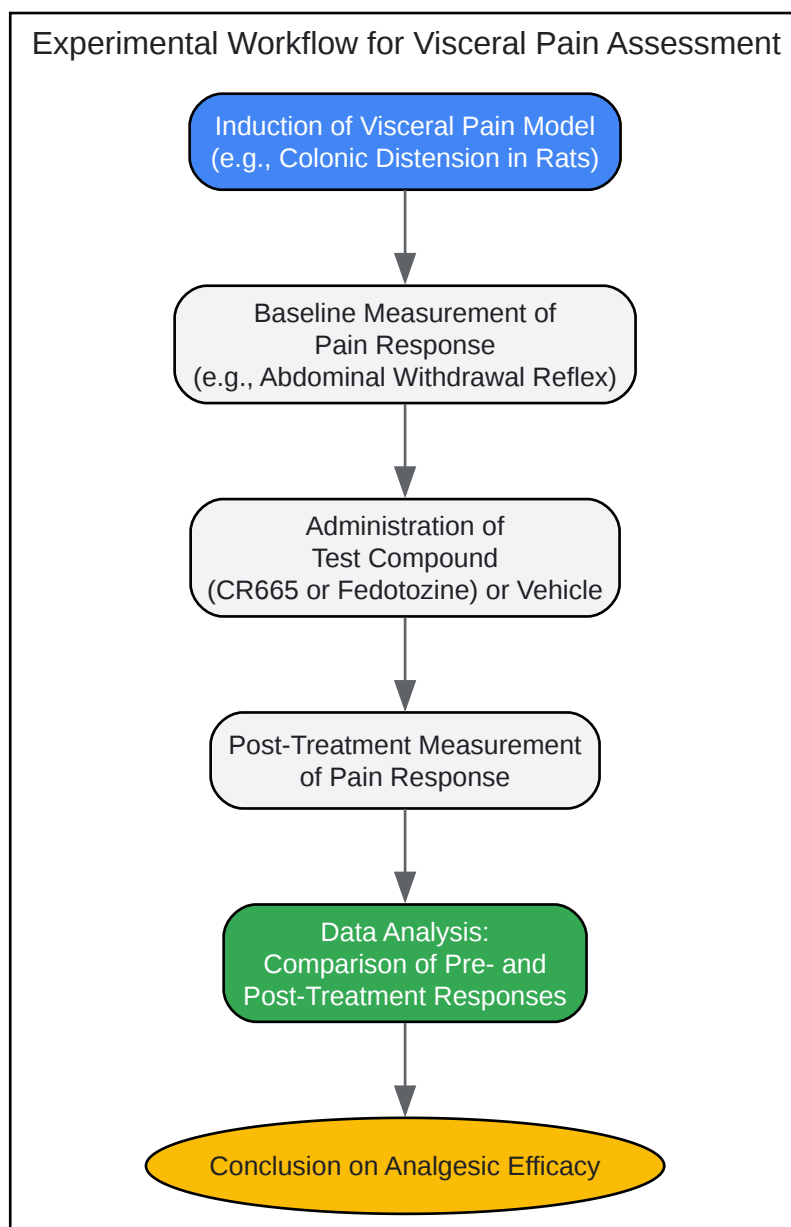 Experimental Workflow for Visceral Pain Assessment
Induction of Visceral Pain Model
(e.g., Colonic Distension in Rats)
Baseline Measurement of
Pain Response
(e.g., Abdominal Withdrawal Reflex)
Administration of
Test Compound
(CR665 or Fedotozine) or Vehicle
Post-Treatment Measurement
of Pain Response
Data Analysis:
Comparison of Pre- and
Post-Treatment Responses
Conclusion on Analgesic Efficacy